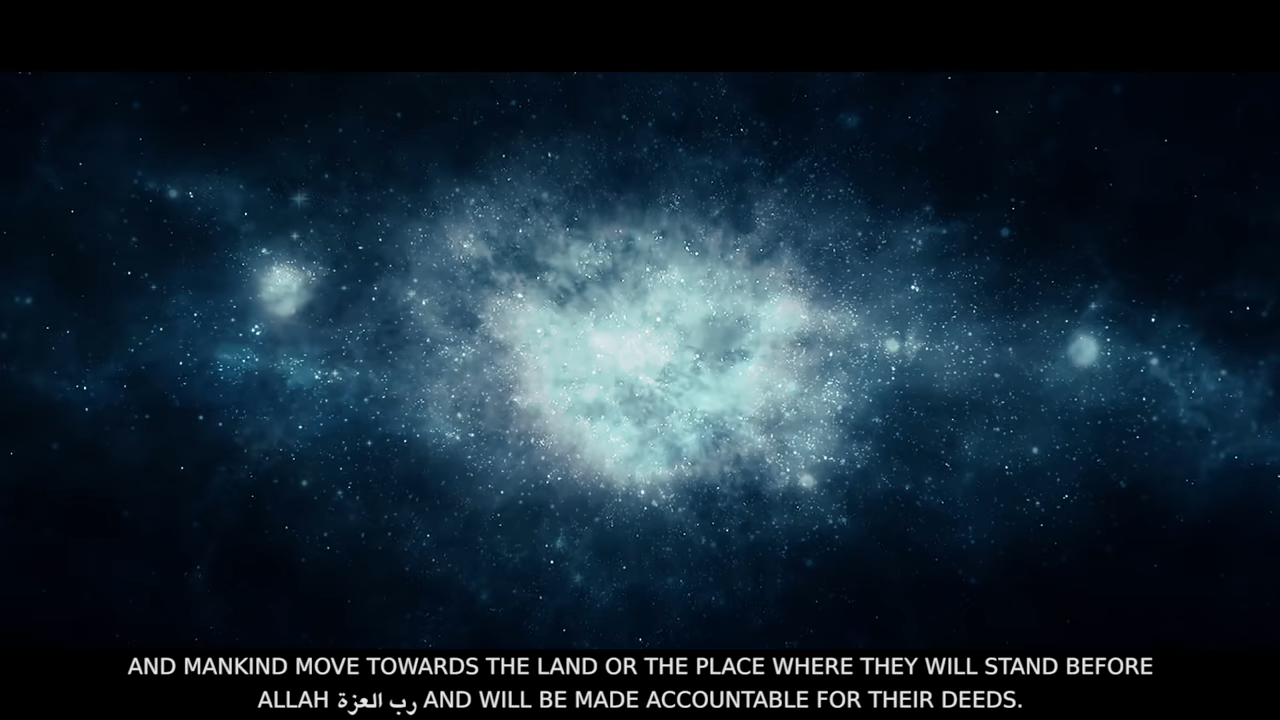 AND MANKIND MOVE TOWARDS THE LAND OR THE PLACE WHERE THEY WILL STAND BEFORE
ALLAH رب العزة AND WILL BE MADE ACCOUNTABLE FOR THEIR DEEDS.